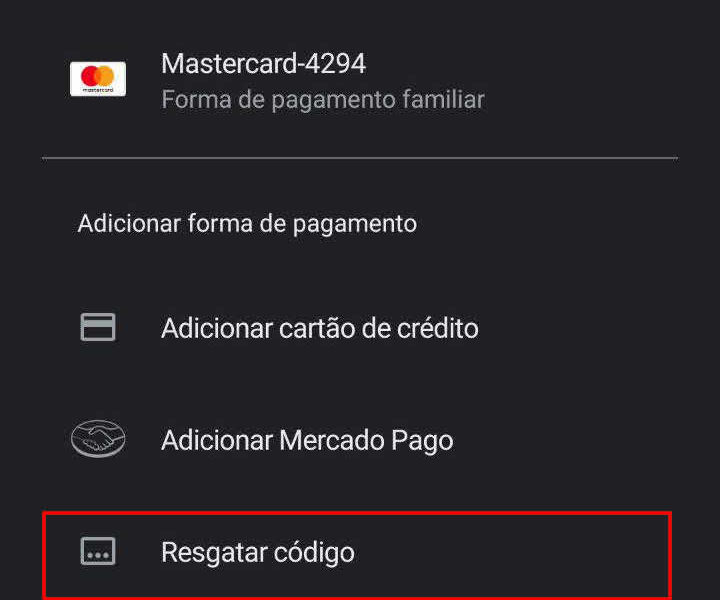 mastercard
Mastercard-4294
Forma de pagamento familiar
Adicionar forma de pagamento
Adicionar cartão de crédito
Adicionar Mercado Pago
Resgatar código